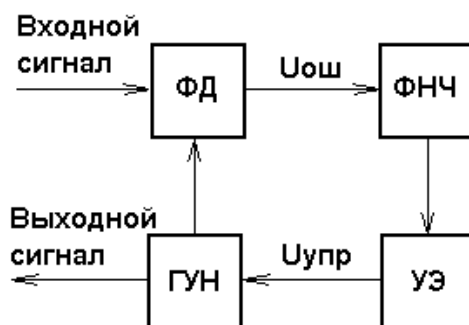 Входной
сигнал
ФД
Uош
ФНЧ
Выходной
сигнал
ГУН
Uупр
УЭ